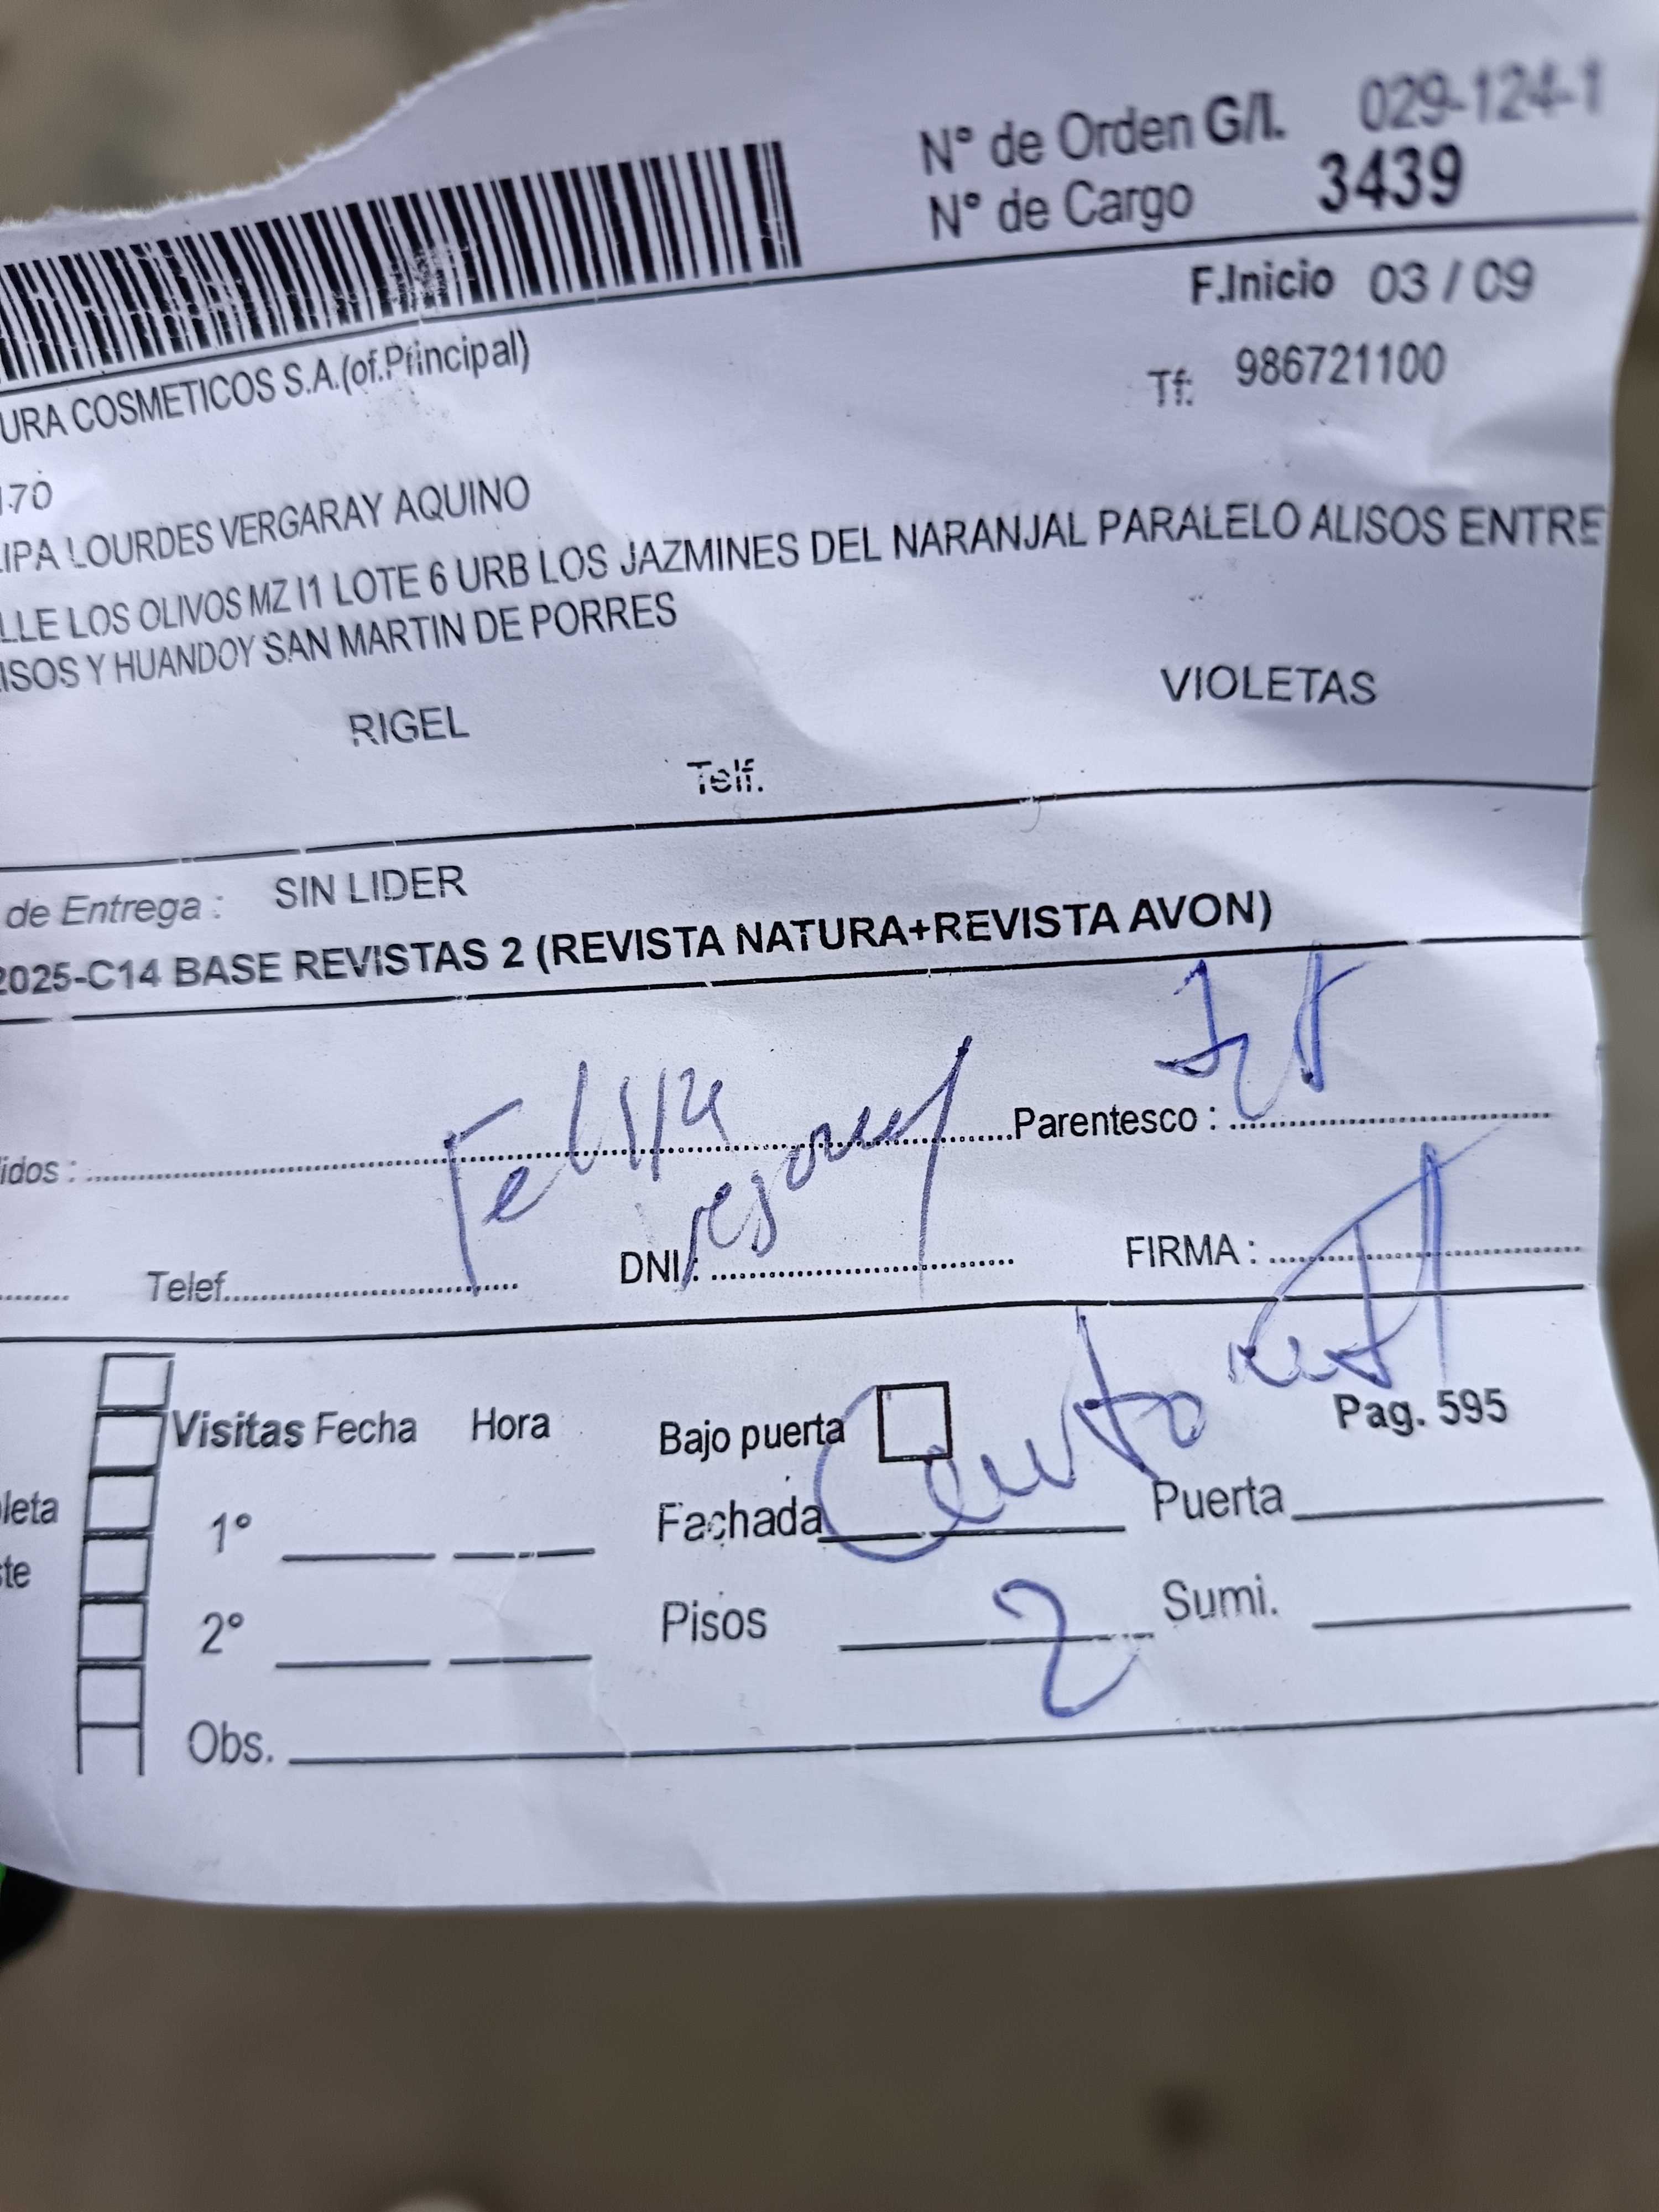 N° de Orden G/I. 029-124-1
N° de Cargo 3439
F.Inicio 03 / 09
URA COSMETICOS S.A.(of.Principal)
Tf: 986721100
170
IPA LOURDES VERGARAY AQUINO
LLE LOS OLIVOS MZ I1 LOTE 6 URB LOS JAZMINES DEL NARANJAL PARALELO ALISOS ENTRE
ISOS Y HUANDOY SAN MARTIN DE PORRES
RIGEL VIOLETAS
Telf.
de Entrega : SIN LIDER
2025-C14 BASE REVISTAS 2 (REVISTA NATURA+REVISTA AVON)
idos : Felipa Parentesco :
Telef. DNI : FIRMA :
Visitas Fecha Hora Bajo puerta Pag. 595
leta 1° Fachada Puerta
ste 2° Pisos 2 Sumi.
Obs.